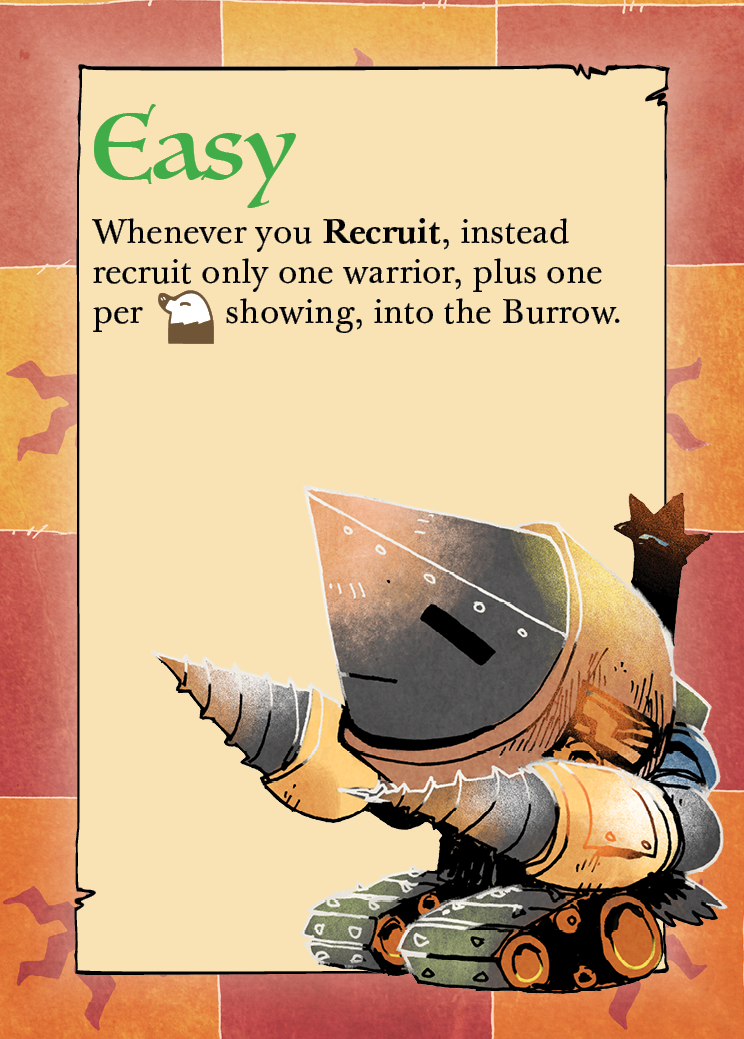 Easy
Whenever you Recruit, instead
recruit only one warrior, plus one
per showing, into the Burrow.